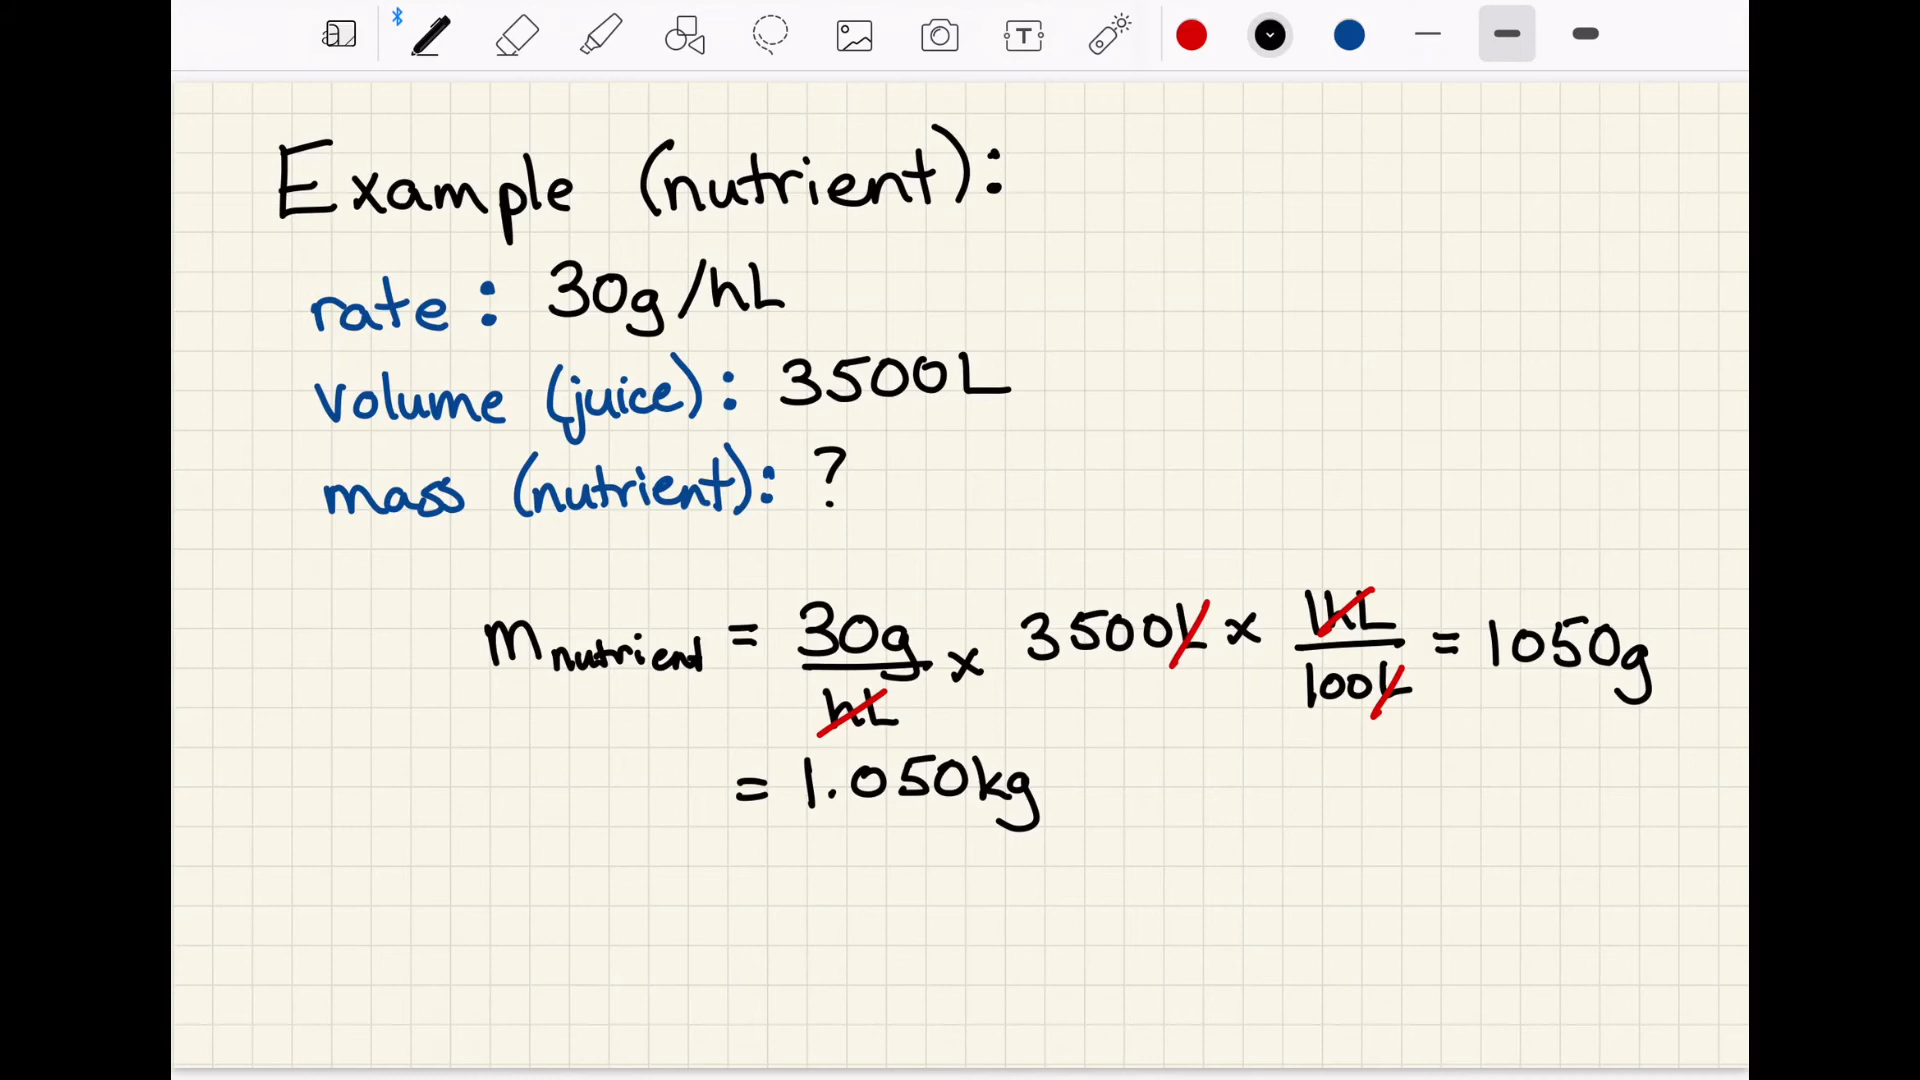 Example (nutrient):
rate: 30g/hL
volume (juice): 3500L
mass (nutrient): ?
m nutrient = 30g/hL x 3500L x 1hL/100L = 1050g
= 1.050kg